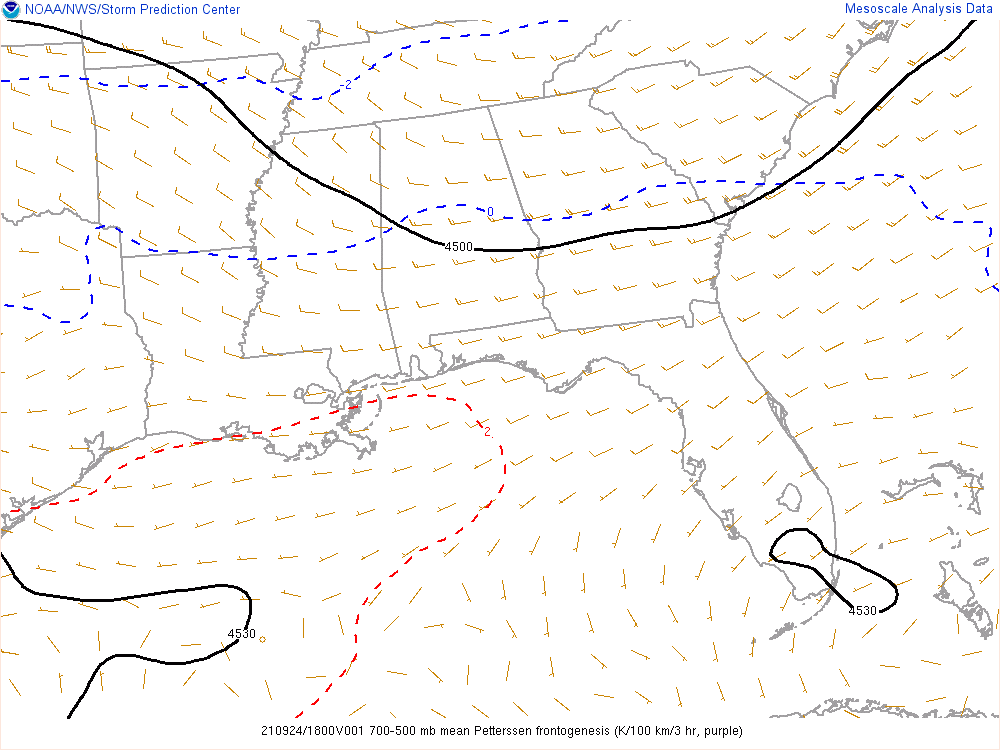 NOAA/NWS/Storm Prediction Center
Mesoscale Analysis Data
-2
0
4500
2
4530
4530
210924/1800V001 700-500 mb mean Petterssen frontogenesis (K/100 km/3 hr, purple)